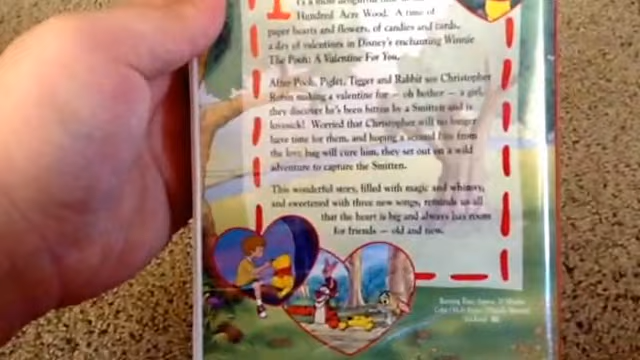 Hundred Acre Wood. A time of
paper hearts and flowers, of candies and cards,
a day of valentines in Disney's enchanting Winnie
The Pooh: A Valentine For You.
After Pooh, Piglet, Tigger and Rabbit see Christopher
Robin making a valentine for — oh bother — a girl,
they discover he's been bitten by a Smitten and is
lovesick! Worried that Christopher will no longer
have time for them, and hoping a second bite from
the love bug will cure him, they set out on a wild
adventure to capture the Smitten.
This wonderful story, filled with magic and whimsy,
and sweetened with three new songs, reminds us all
that the heart is big and always has room
for friends — old and new.